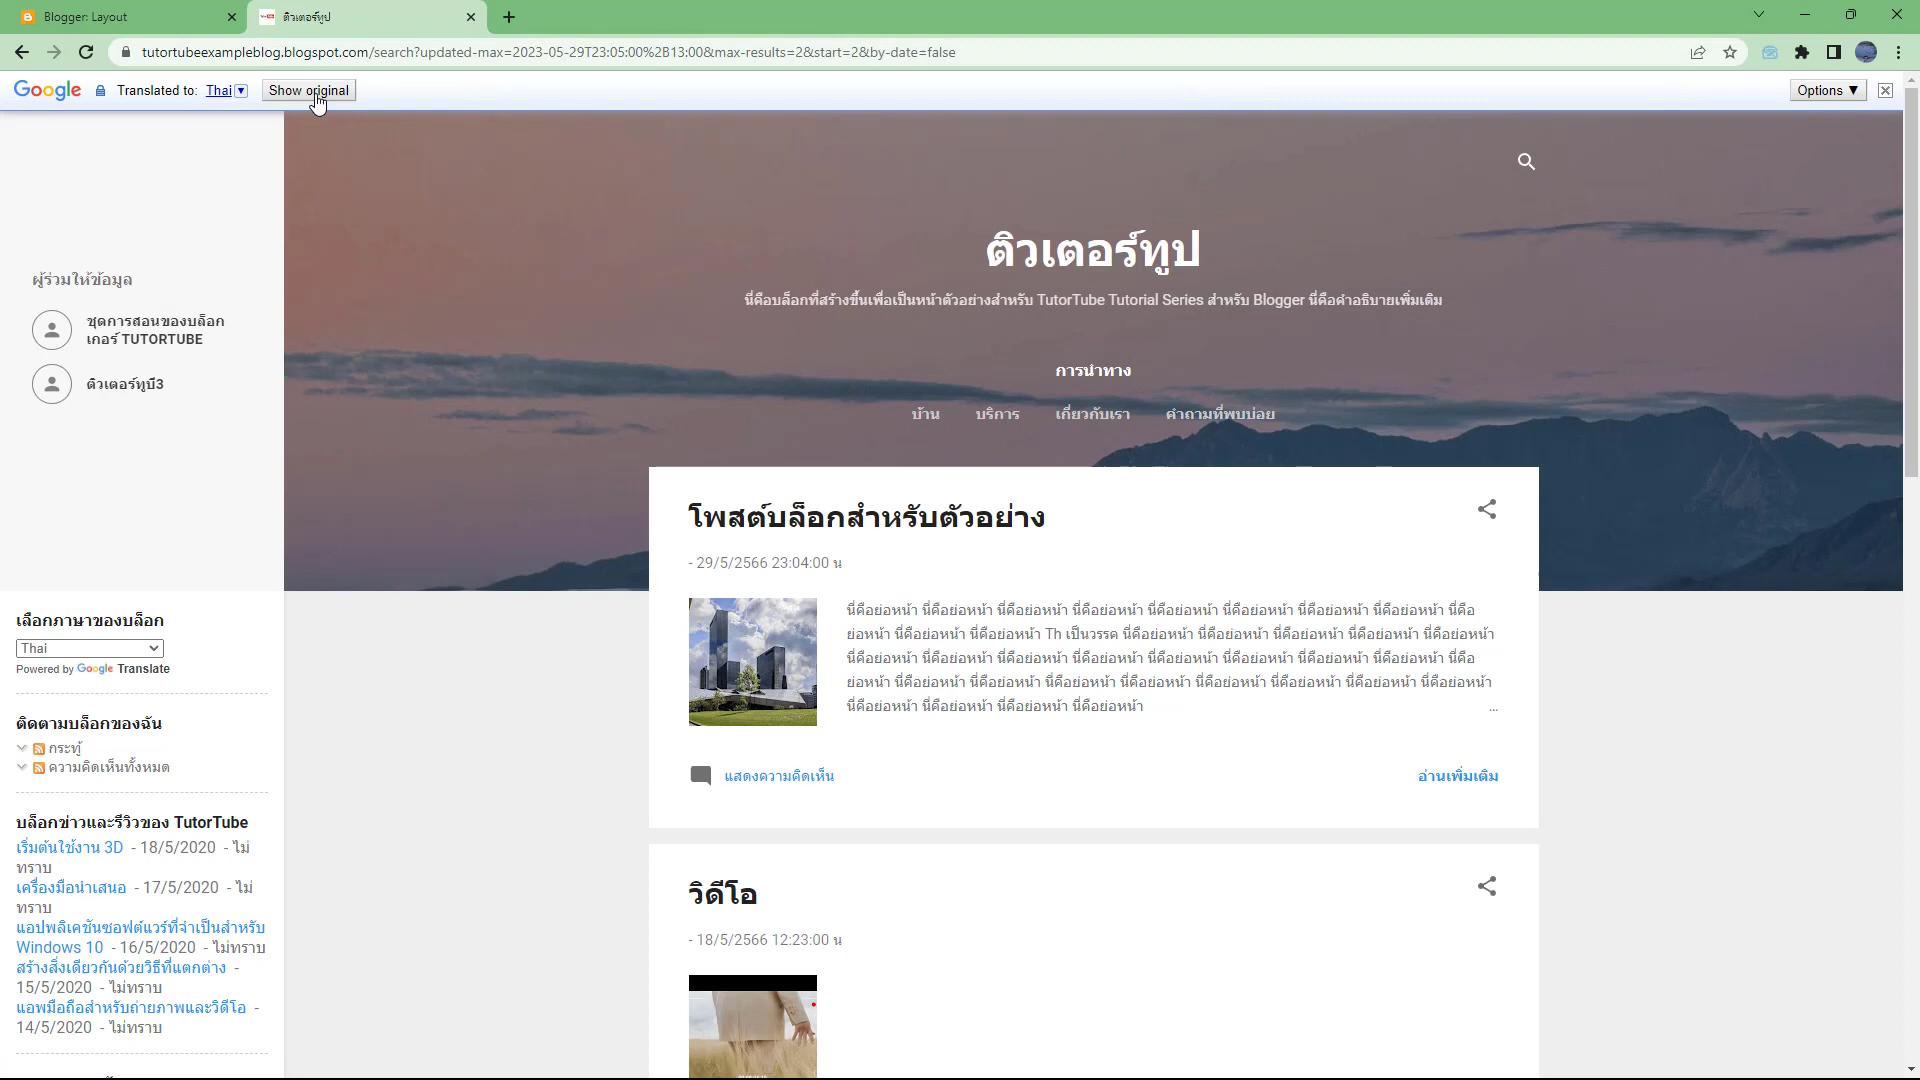 Blogger: Layout
ติวเตอร์ทูป
tutortubeexampleblog.blogspot.com/search?updated-max=2023-05-29T23:05:00%2B13:00&max-results=2&start=2&by-date=false
Google Translated to: Thai Show original Options ▼
ติวเตอร์ทูป
นี่คือบล็อกที่สร้างขึ้นเพื่อเป็นหน้าตัวอย่างสำหรับ TutorTube Tutorial Series สำหรับ Blogger นี่คือคำอธิบายเพิ่มเติม
การนำทาง
บ้าน บริการ เกี่ยวกับเรา คำถามที่พบบ่อย
ผู้ร่วมให้ข้อมูล
ชุดการสอนของบล็อก
เกอร์ TUTORTUBE
ติวเตอร์ทูบี3
เลือกภาษาของบล็อก
Thai
Powered by Google Translate
ติดตามบล็อกของฉัน
กระทู้
ความคิดเห็นทั้งหมด
บล็อกข่าวและรีวิวของ TutorTube
เริ่มต้นใช้งาน 3D - 18/5/2020 - ไม่
ทราบ
เครื่องมือนำเสนอ - 17/5/2020 - ไม่
ทราบ
แอปพลิเคชันซอฟต์แวร์ที่จำเป็นสำหรับ
Windows 10 - 16/5/2020 - ไม่ทราบ
สร้างสิ่งเดียวกันด้วยวิธีที่แตกต่าง -
15/5/2020 - ไม่ทราบ
แอพมือถือสำหรับถ่ายภาพและวิดีโอ -
14/5/2020 - ไม่ทราบ
โพสต์บล็อกสำหรับตัวอย่าง
- 29/5/2566 23:04:00 น
นี่คือย่อหน้า นี่คือย่อหน้า นี่คือย่อหน้า นี่คือย่อหน้า นี่คือย่อหน้า นี่คือย่อหน้า นี่คือย่อหน้า นี่คือย่อหน้า นี่คือ
ย่อหน้า นี่คือย่อหน้า นี่คือย่อหน้า Th เป็นวรรค นี่คือย่อหน้า นี่คือย่อหน้า นี่คือย่อหน้า นี่คือย่อหน้า นี่คือย่อหน้า
นี่คือย่อหน้า นี่คือย่อหน้า นี่คือย่อหน้า นี่คือย่อหน้า นี่คือย่อหน้า นี่คือย่อหน้า นี่คือย่อหน้า นี่คือย่อหน้า นี่คือ
ย่อหน้า นี่คือย่อหน้า นี่คือย่อหน้า นี่คือย่อหน้า นี่คือย่อหน้า นี่คือย่อหน้า นี่คือย่อหน้า นี่คือย่อหน้า นี่คือย่อหน้า
นี่คือย่อหน้า นี่คือย่อหน้า นี่คือย่อหน้า นี่คือย่อหน้า ...
แสดงความคิดเห็น อ่านเพิ่มเติม
วิดีโอ
- 18/5/2566 12:23:00 น